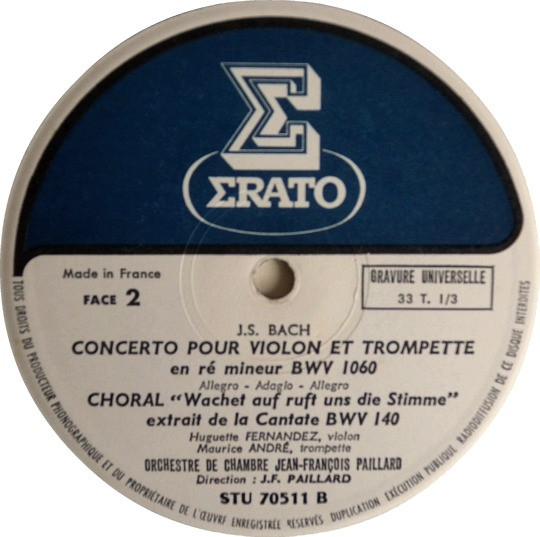 ΣRATO
Made in France
FACE 2
GRAVURE UNIVERSELLE
33 T. 1/3
J.S. BACH
CONCERTO POUR VIOLON ET TROMPETTE
en ré mineur BWV 1060
Allegro - Adagio - Allegro
CHORAL “Wachet auf ruft uns die Stimme”
extrait de la Cantate BWV 140
Huguette FERNANDEZ, violon
Maurice ANDRÉ, trompette
ORCHESTRE DE CHAMBRE JEAN-FRANÇOIS PAILLARD
Direction : J.F. PAILLARD
STU 70511 B
TOUS DROITS DU PRODUCTEUR PHONOGRAPHIQUE ET DU PROPRIÉTAIRE DE L'ŒUVRE ENREGISTRÉE RÉSERVÉS DUPLICATION EXÉCUTION PUBLIQUE RADIODIFFUSION DE CE DISQUE INTERDITES